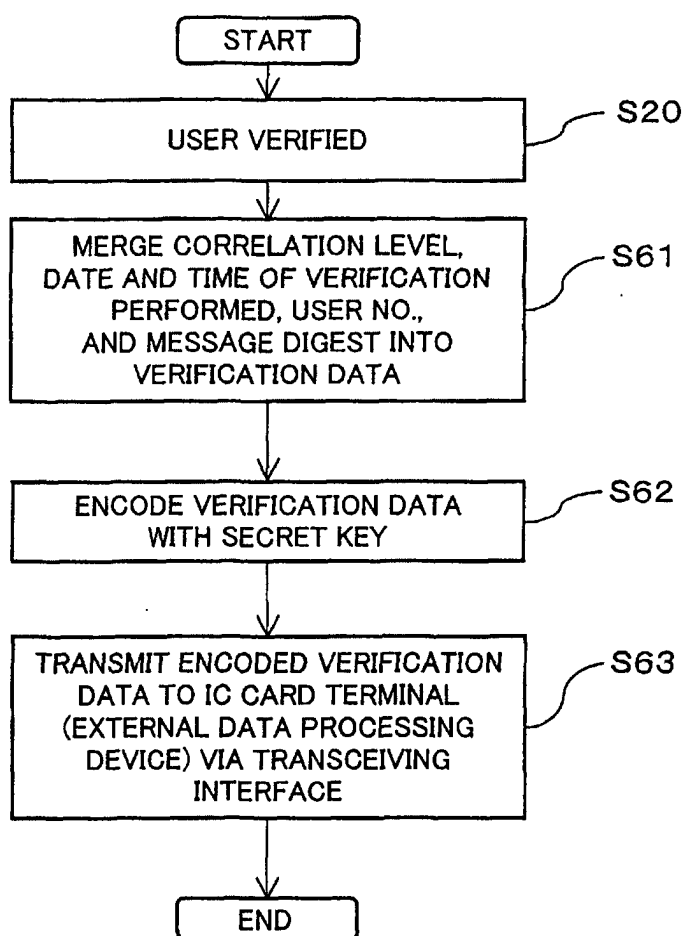 START
USER VERIFIED
S20
MERGE CORRELATION LEVEL,
DATE AND TIME OF VERIFICATION
PERFORMED, USER NO.,
AND MESSAGE DIGEST INTO
VERIFICATION DATA
S61
ENCODE VERIFICATION DATA
WITH SECRET KEY
S62
TRANSMIT ENCODED VERIFICATION
DATA TO IC CARD TERMINAL
(EXTERNAL DATA PROCESSING
DEVICE) VIA TRANSCEIVING
INTERFACE
S63
END